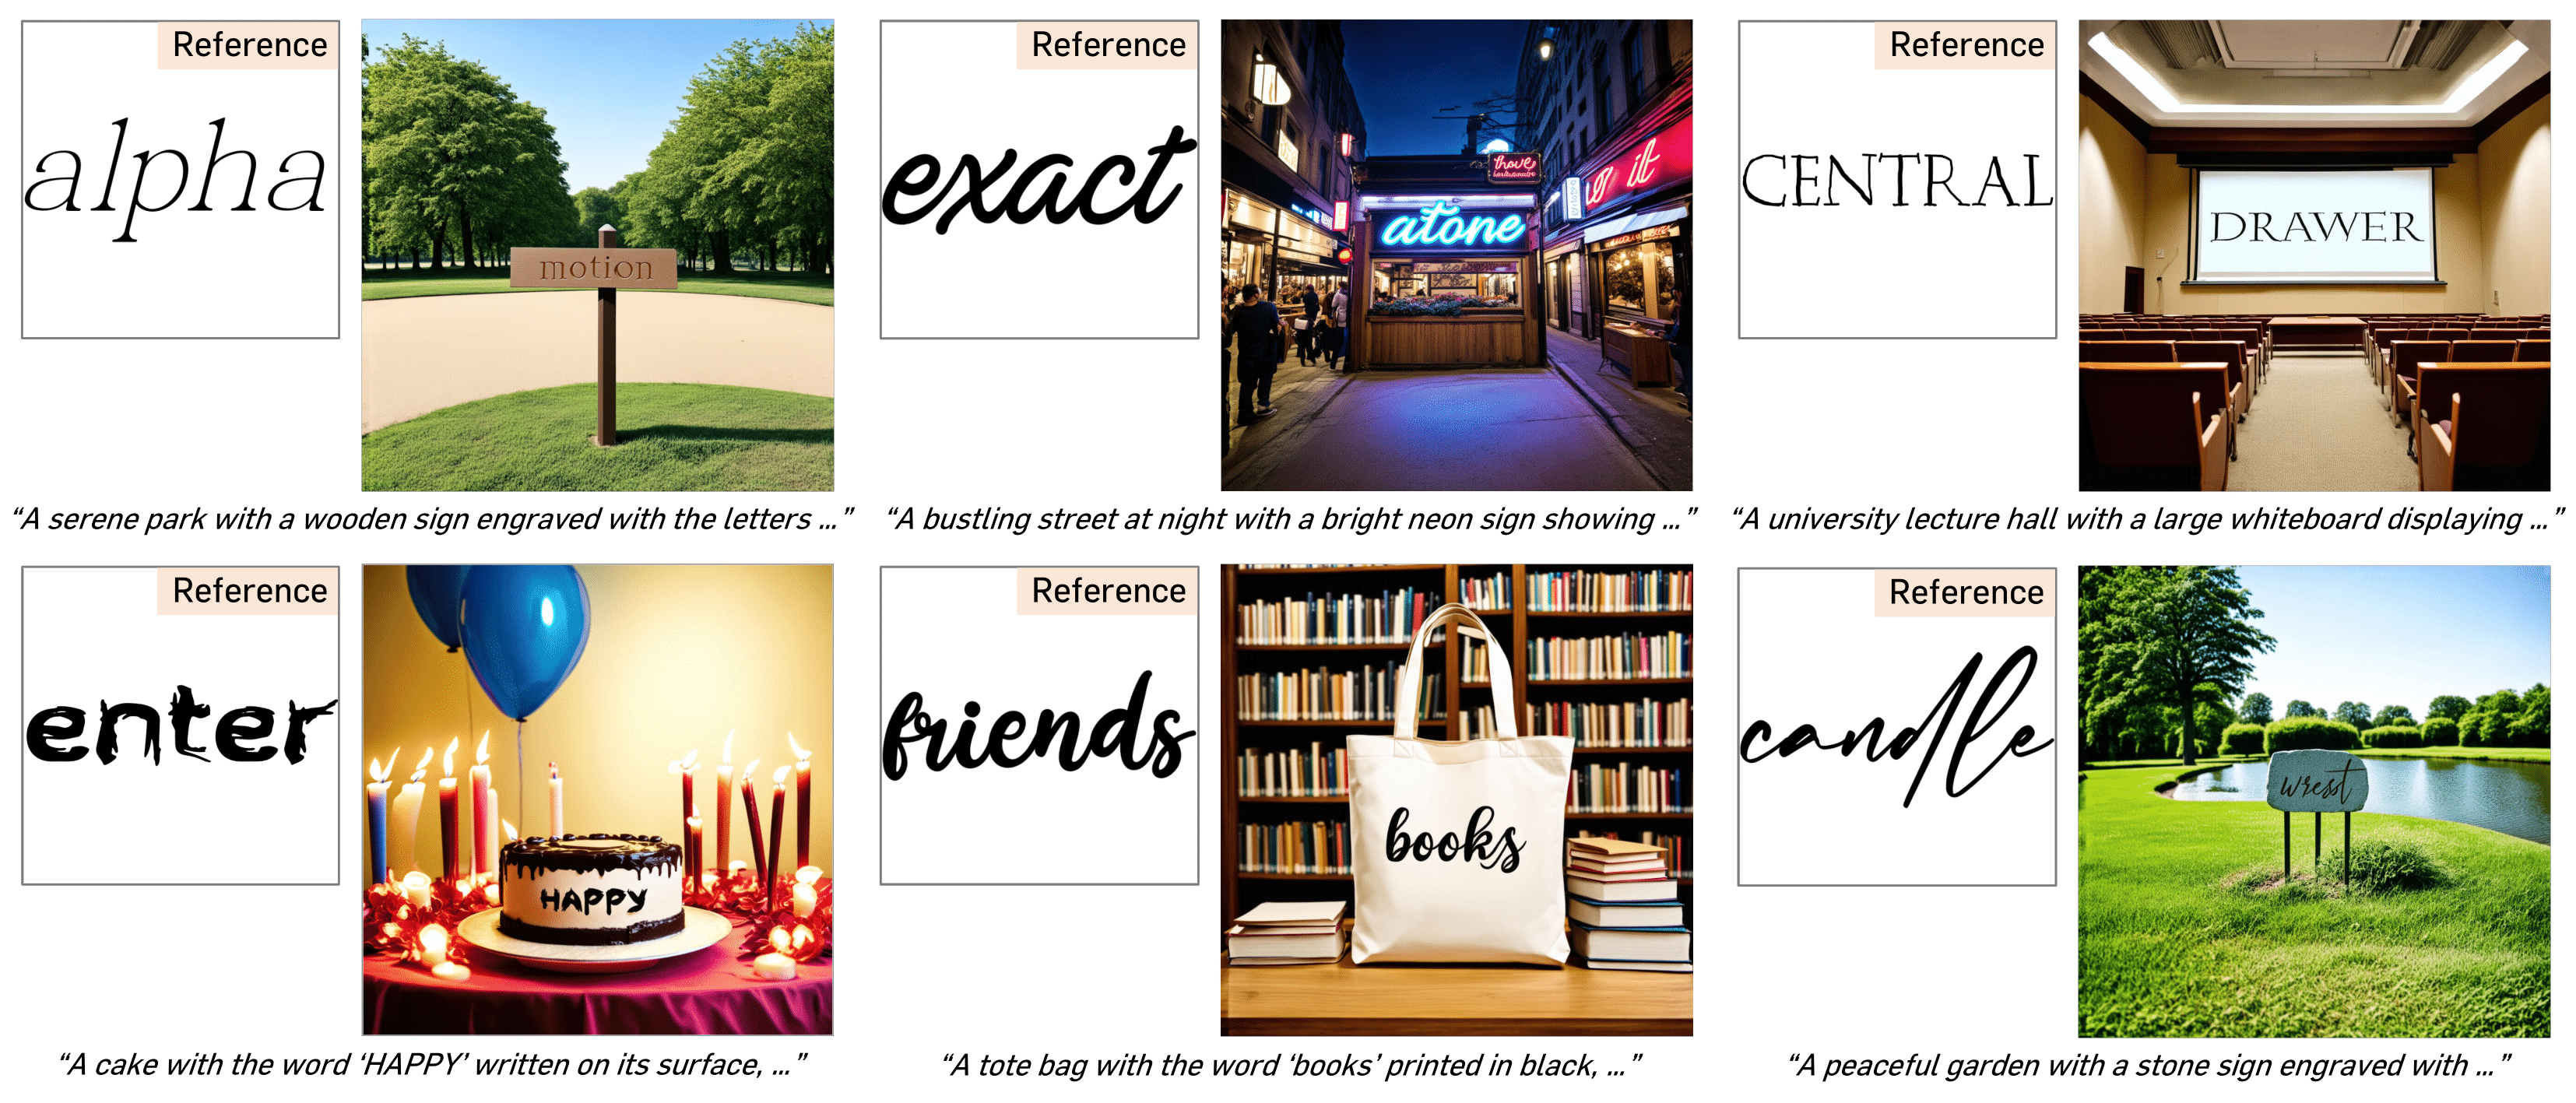 Reference
alpha
motion
"A serene park with a wooden sign engraved with the letters ..."
Reference
exact
thove
it
atone
"A bustling street at night with a bright neon sign showing ..."
Reference
CENTRAL
DRAWER
"A university lecture hall with a large whiteboard displaying ..."
Reference
enter
HAPPY
"A cake with the word ‘HAPPY’ written on its surface, ..."
Reference
friends
books
"A tote bag with the word ‘books’ printed in black, ..."
Reference
candle
wresst
"A peaceful garden with a stone sign engraved with ..."